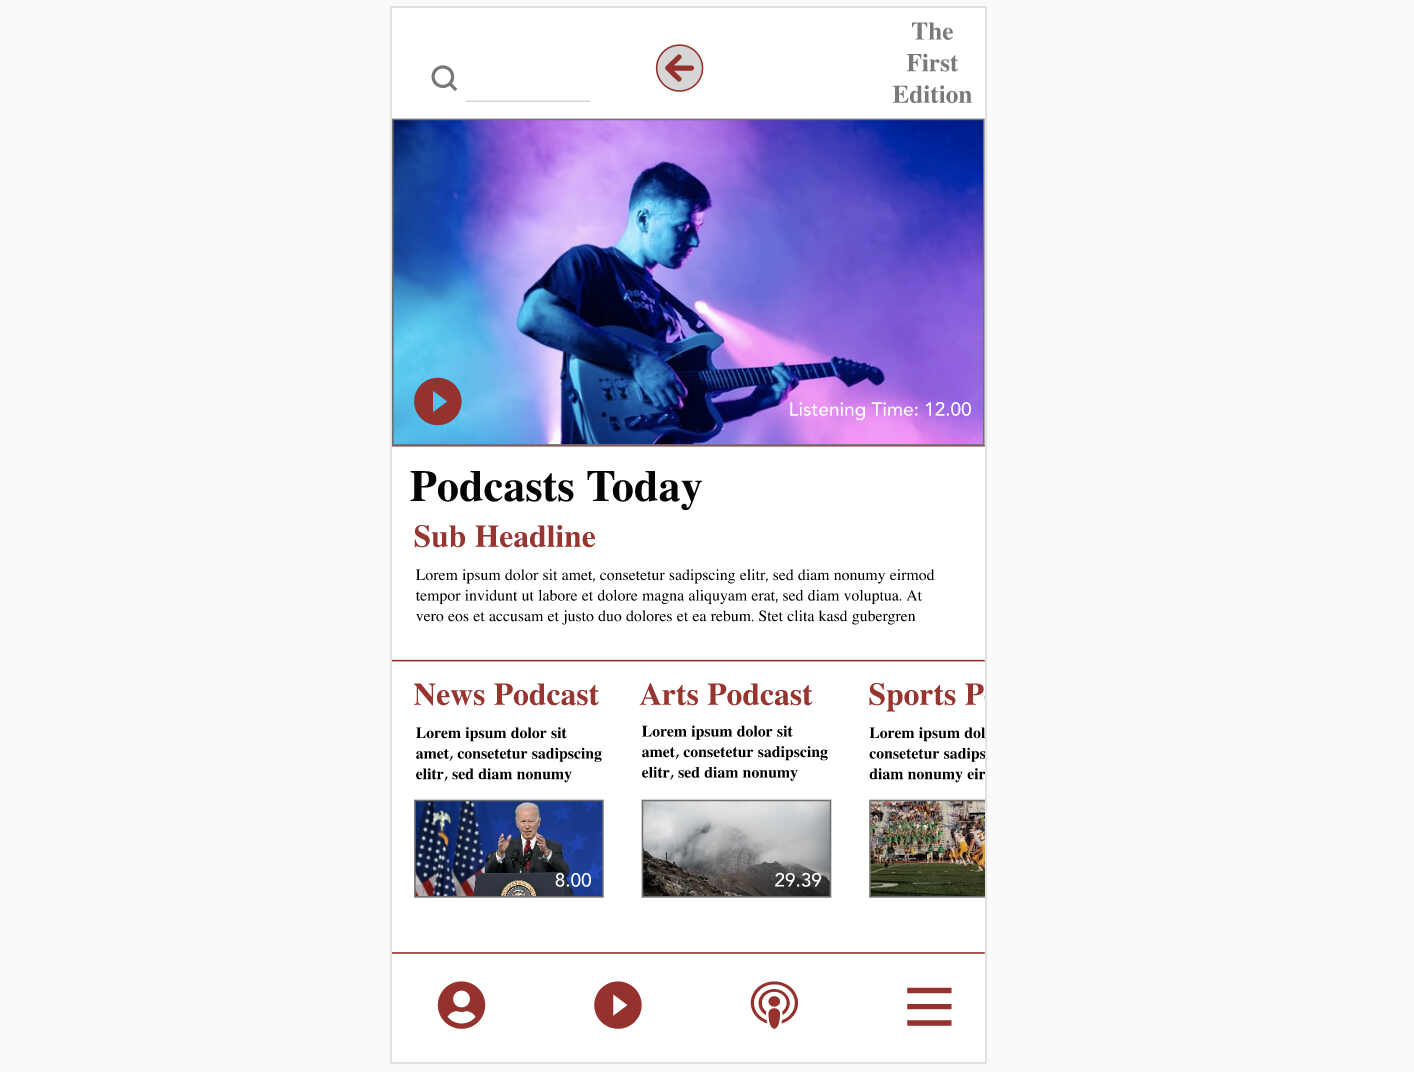 The
First
Edition
Listening Time: 12.00
Podcasts Today
Sub Headline
Lorem ipsum dolor sit amet, consetetur sadipscing elitr, sed diam nonumy eirmod
tempor invidunt ut labore et dolore magna aliquyam erat, sed diam voluptua. At
vero eos et accusam et justo duo dolores et ea rebum. Stet clita kasd gubergren
News Podcast
Lorem ipsum dolor sit
amet, consetetur sadipscing
elitr, sed diam nonumy
8.00
Arts Podcast
Lorem ipsum dolor sit
amet, consetetur sadipscing
elitr, sed diam nonumy
29.39
Sports P
Lorem ipsum dol
consetetur sadips
diam nonumy eir